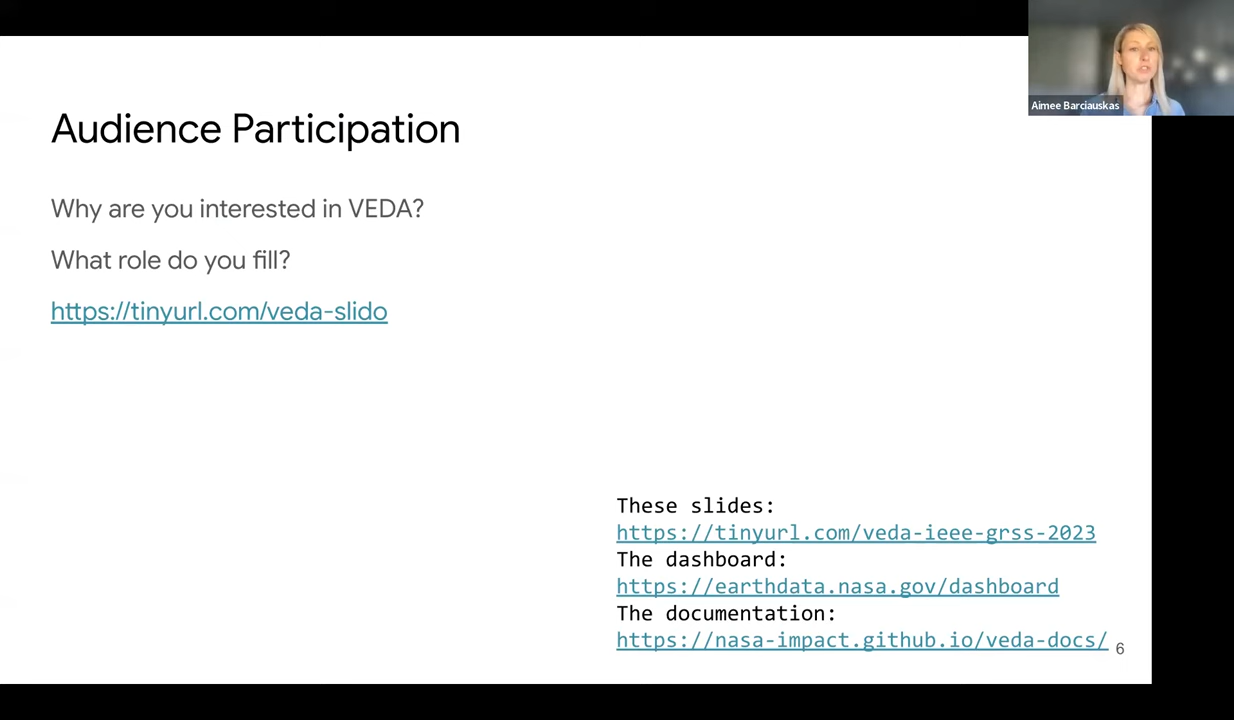 Aimee Barciauskas
Audience Participation
Why are you interested in VEDA?
What role do you fill?
https://tinyurl.com/veda-slido
These slides:
https://tinyurl.com/veda-ieee-grss-2023
The dashboard:
https://earthdata.nasa.gov/dashboard
The documentation:
https://nasa-impact.github.io/veda-docs/
6